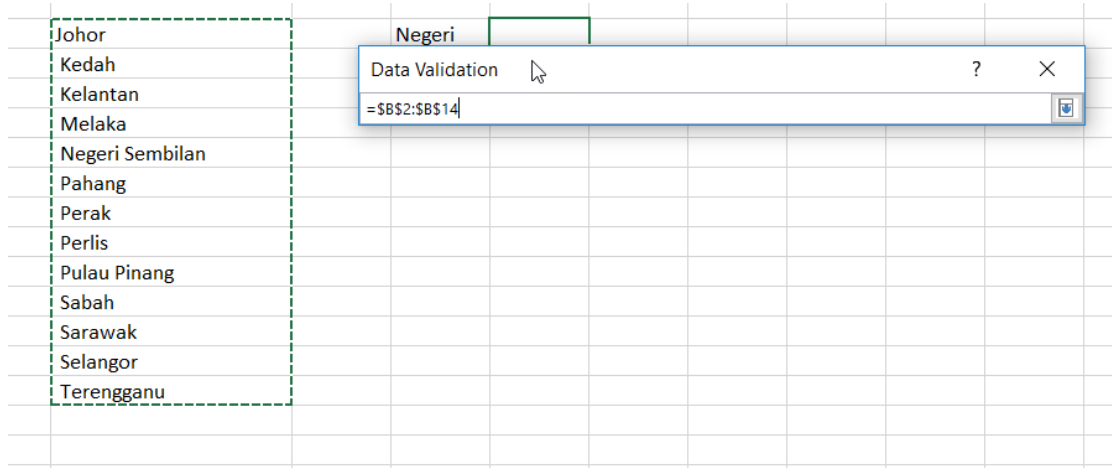 Johor
Negeri
Kedah
Data Validation ?
Kelantan
=$B$2:$B$14
Melaka
Negeri Sembilan
Pahang
Perak
Perlis
Pulau Pinang
Sabah
Sarawak
Selangor
Terengganu